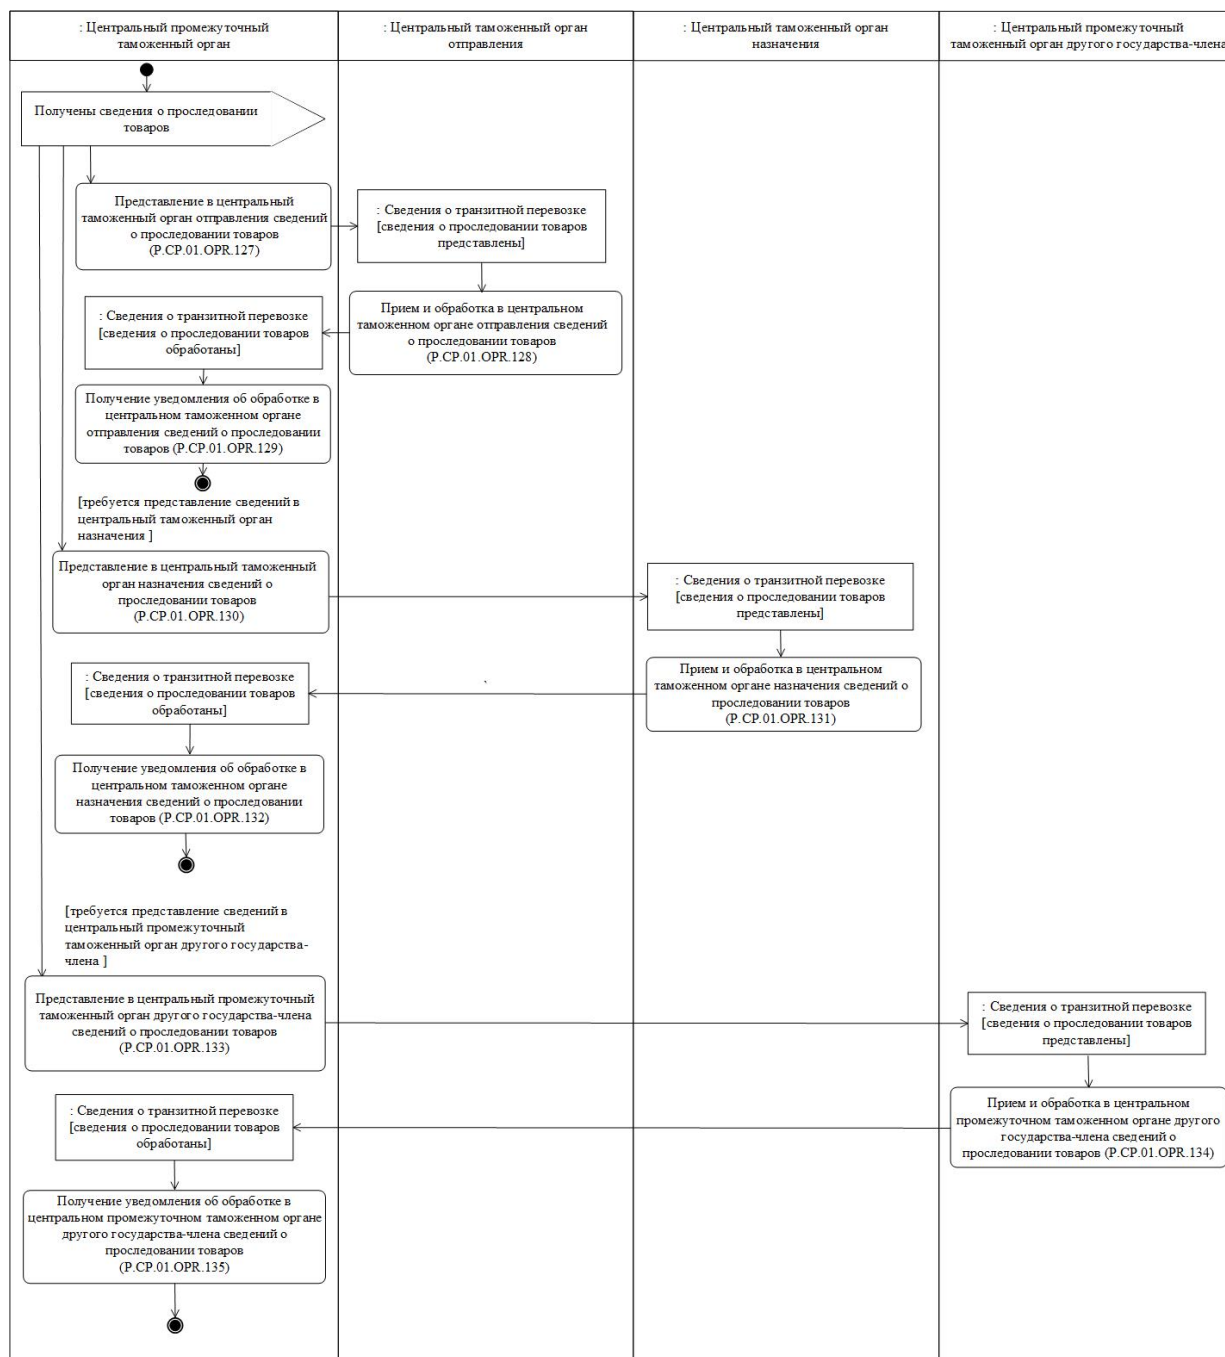 : Центральный промежуточный
таможенный орган
: Центральный таможенный орган
отправления
: Центральный таможенный орган
назначения
: Центральный промежуточный
таможенный орган другого государства-члена
Получены сведения о проследовании
товаров
Представление в центральный
таможенный орган отправления сведений
о проследовании товаров
(P.CP.01.OPR.127)
: Сведения о транзитной перевозке
[сведения о проследовании товаров
представлены]
: Сведения о транзитной перевозке
[сведения о проследовании товаров
обработаны]
Прием и обработка в центральном
таможенном органе отправления сведений
о проследовании товаров
(P.CP.01.OPR.128)
Получение уведомления об обработке в
центральном таможенном органе
отправления сведений о проследовании
товаров (P.CP.01.OPR.129)
[требуется представление сведений в
центральный таможенный орган
назначения ]
Представление в центральный таможенный
орган назначения сведений о
проследовании товаров
(P.CP.01.OPR.130)
: Сведения о транзитной перевозке
[сведения о проследовании товаров
представлены]
: Сведения о транзитной перевозке
[сведения о проследовании товаров
обработаны]
Прием и обработка в центральном
таможенном органе назначения сведений о
проследовании товаров
(P.CP.01.OPR.131)
Получение уведомления об обработке в
центральном таможенном органе
назначения сведений о проследовании
товаров (P.CP.01.OPR.132)
[требуется представление сведений в
центральный промежуточный
таможенный орган другого государства-
члена ]
Представление в центральный промежуточный
таможенный орган другого государства-члена
сведений о проследовании товаров
(P.CP.01.OPR.133)
: Сведения о транзитной перевозке
[сведения о проследовании товаров
представлены]
: Сведения о транзитной перевозке
[сведения о проследовании товаров
обработаны]
Прием и обработка в центральном
промежуточном таможенном органе другого
государства-члена сведений о
проследовании товаров (P.CP.01.OPR.134)
Получение уведомления об обработке в
центральном промежуточном таможенном органе
другого государства-члена сведений о
проследовании товаров
(P.CP.01.OPR.135)